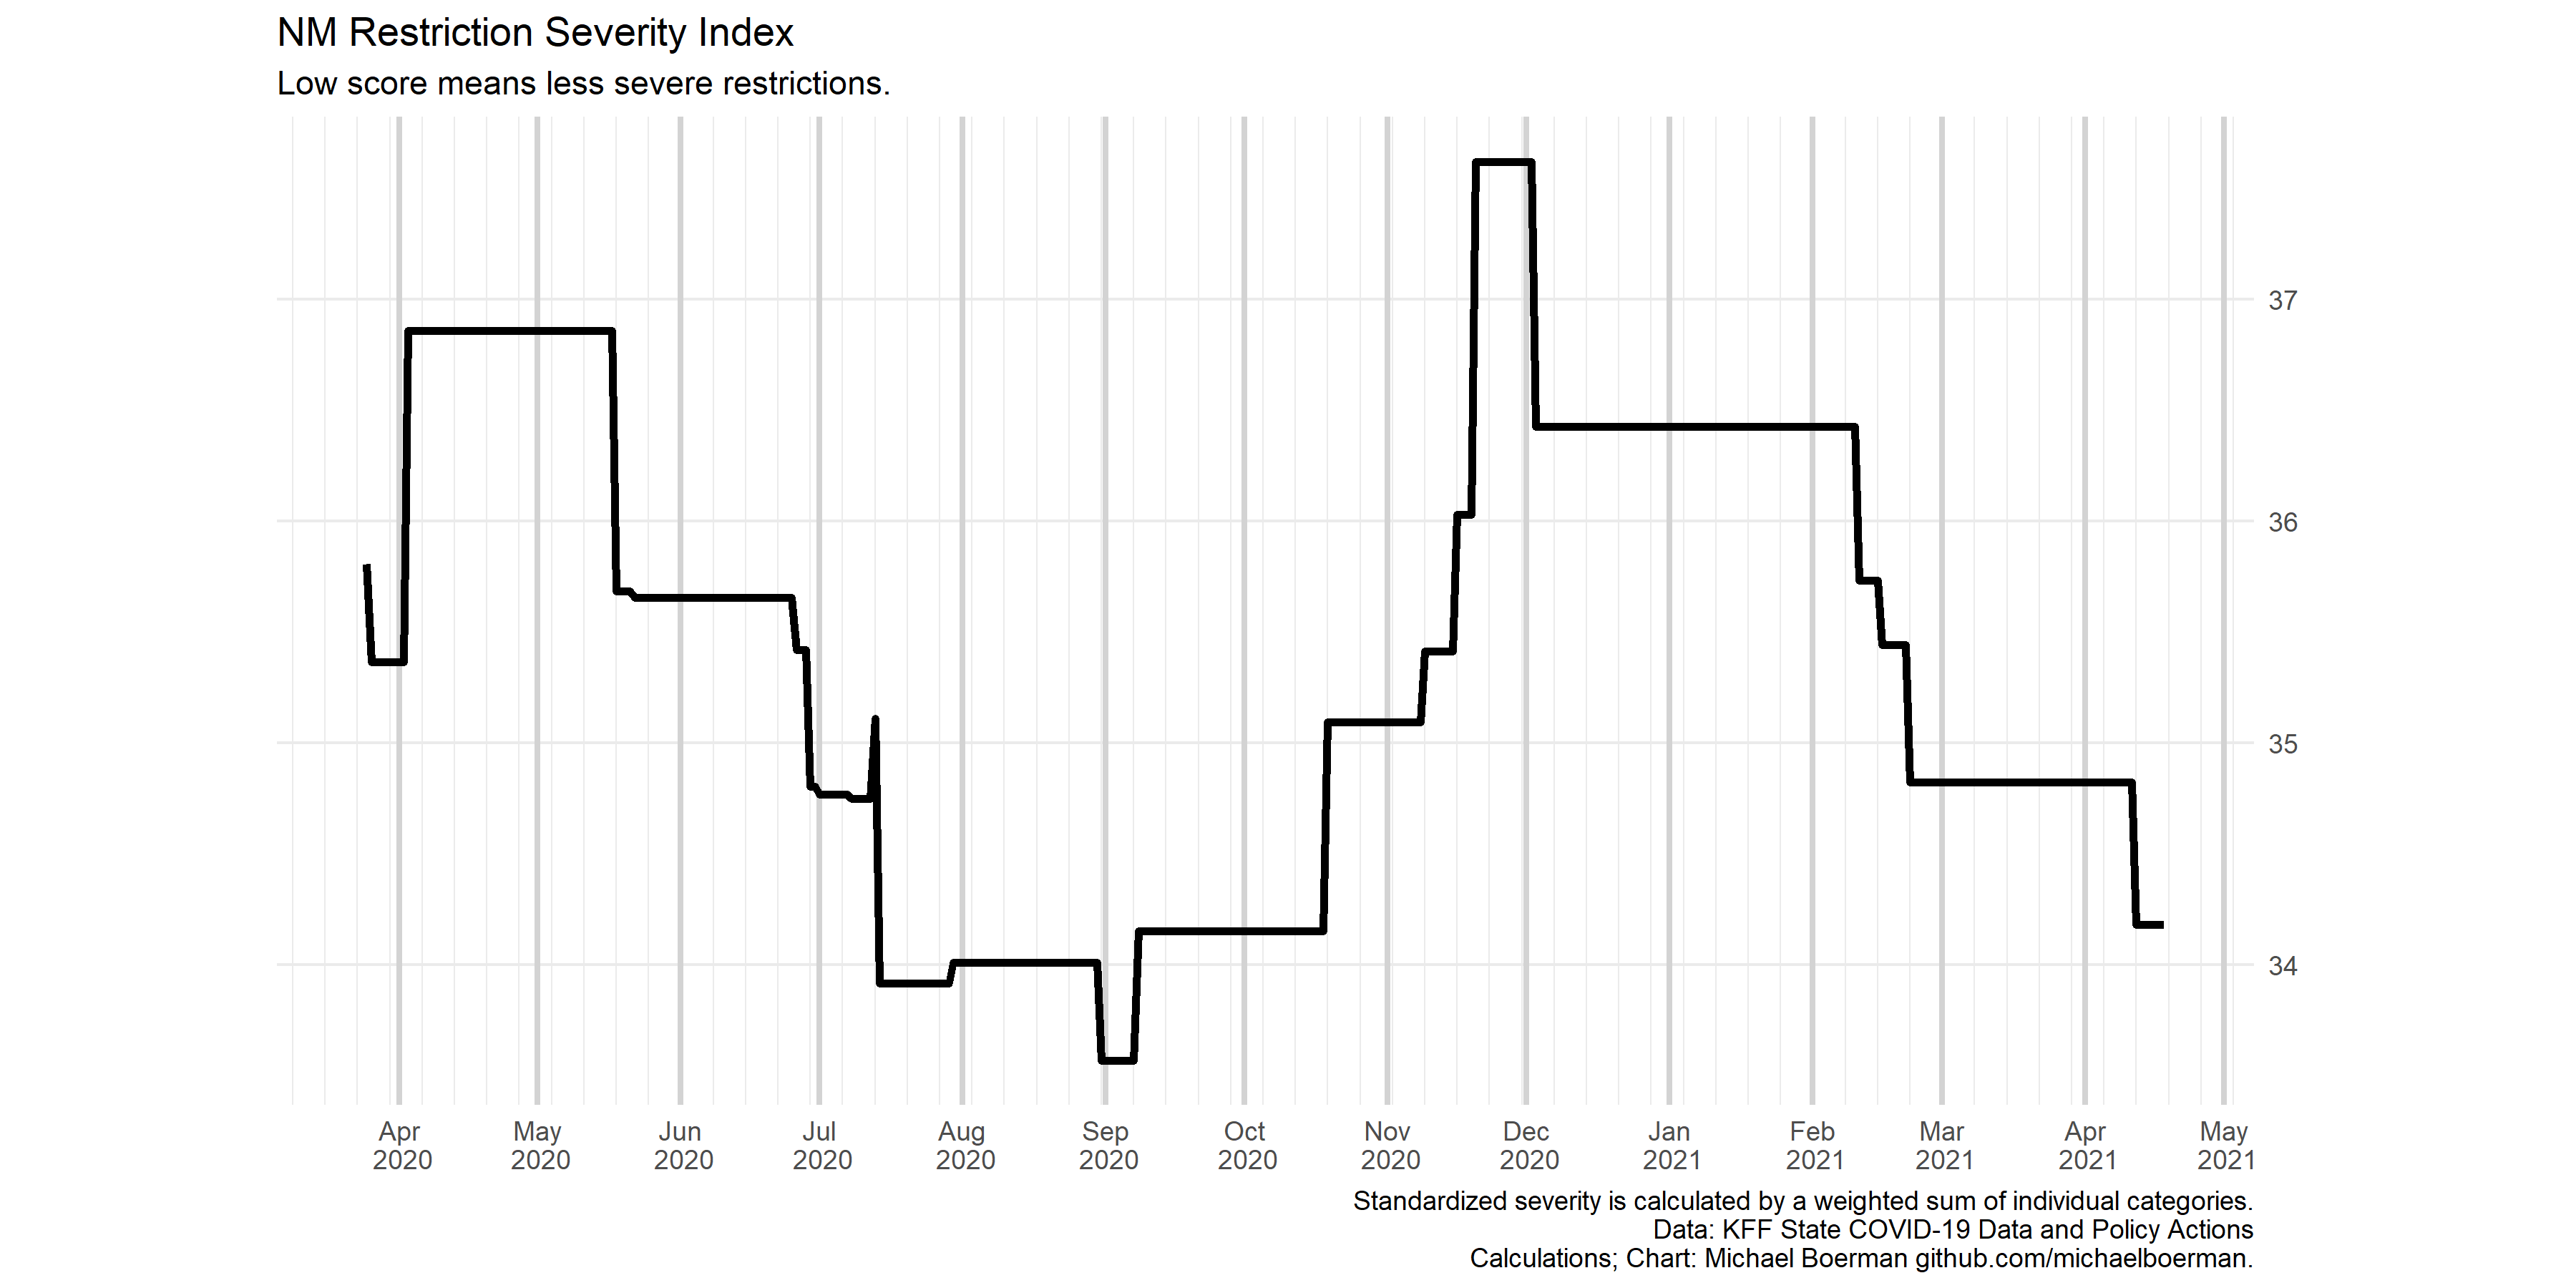 NM Restriction Severity Index
Low score means less severe restrictions.
37
36
35
34
Apr May Jun Jul Aug Sep Oct Nov Dec Jan Feb Mar Apr May
2020 2020 2020 2020 2020 2020 2020 2020 2020 2021 2021 2021 2021 2021
Standardized severity is calculated by a weighted sum of individual categories.
Data: KFF State COVID-19 Data and Policy Actions
Calculations; Chart: Michael Boerman github.com/michaelboerman.